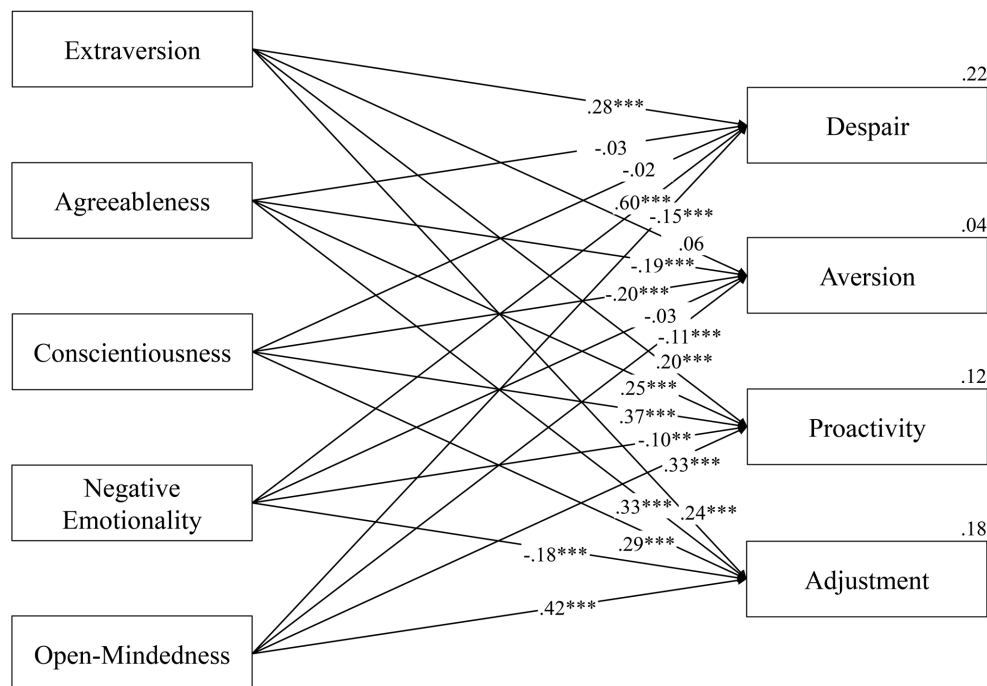 Extraversion
Agreeableness
Conscientiousness
Negative
Emotionality
Open-Mindedness
.28***
-.03
-.02
.60***
-.15***
.06
-.19***
-.20***
-.03
-.11***
.20***
.25***
.37***
-.10**
.33***
.33***
.24***
.29***
-.18***
.42***
.22
Despair
.04
Aversion
.12
Proactivity
.18
Adjustment